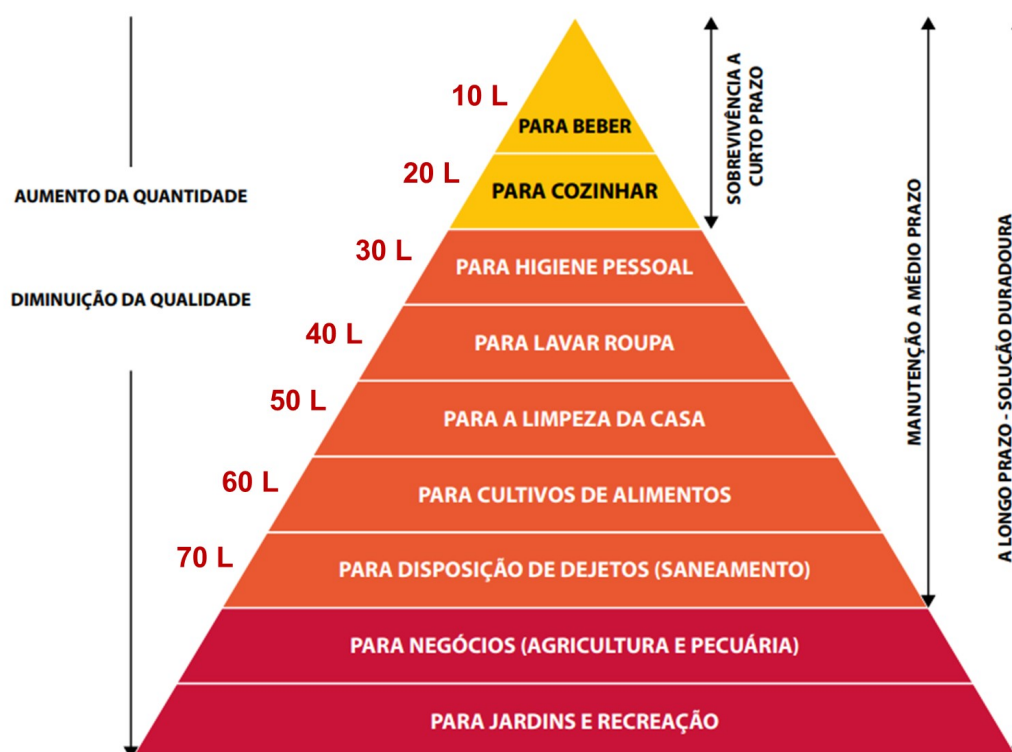 10 L
PARA BEBER
20 L
PARA COZINHAR
30 L
PARA HIGIENE PESSOAL
40 L
PARA LAVAR ROUPA
50 L
PARA A LIMPEZA DA CASA
60 L
PARA CULTIVOS DE ALIMENTOS
70 L
PARA DISPOSIÇÃO DE DEJETOS (SANEAMENTO)
PARA NEGÓCIOS (AGRICULTURA E PECUÁRIA)
PARA JARDINS E RECREAÇÃO
AUMENTO DA QUANTIDADE
DIMINUIÇÃO DA QUALIDADE
SOBREVIVÊNCIA A
CURTO PRAZO
MANUTENÇÃO A MÉDIO PRAZO
A LONGO PRAZO - SOLUÇÃO DURADOURA